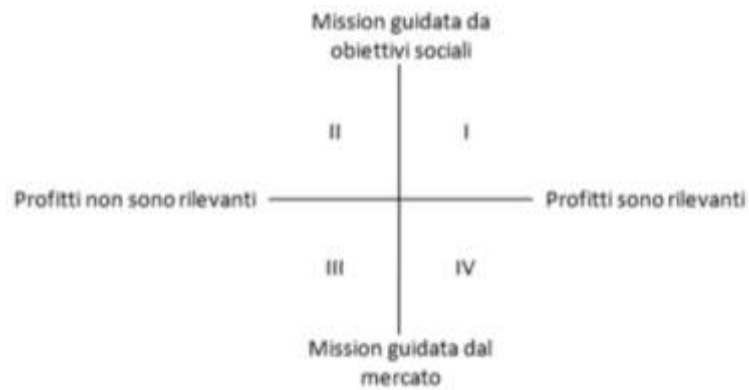 Mission guidata da
obiettivi sociali
II
I
Profitti non sono rilevanti
Profitti sono rilevanti
III
IV
Mission guidata dal
mercato